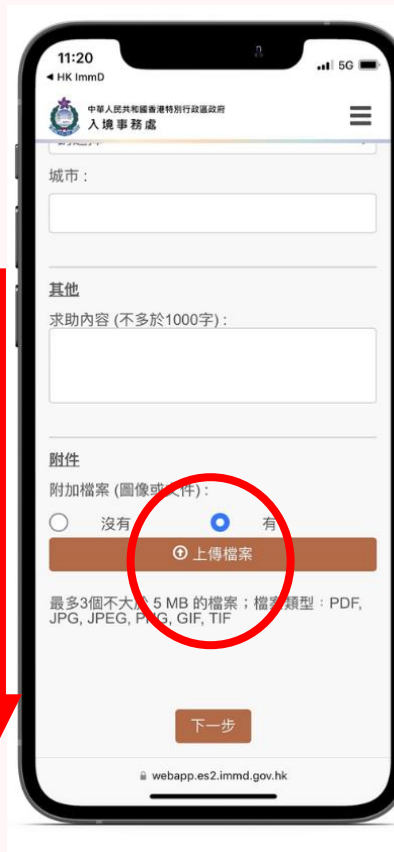 11:20
5G
◀ HK ImmD
中華人民共和國香港特別行政區政府
入境事務處
城市 :
其他
求助內容 (不多於1000字) :
附件
附加檔案 (圖像或文件) :
沒有 有
上傳檔案
最多3個不大於 5 MB 的檔案；檔案類型：PDF,
JPG, JPEG, PNG, GIF, TIF
下一步
webapp.es2.immd.gov.hk